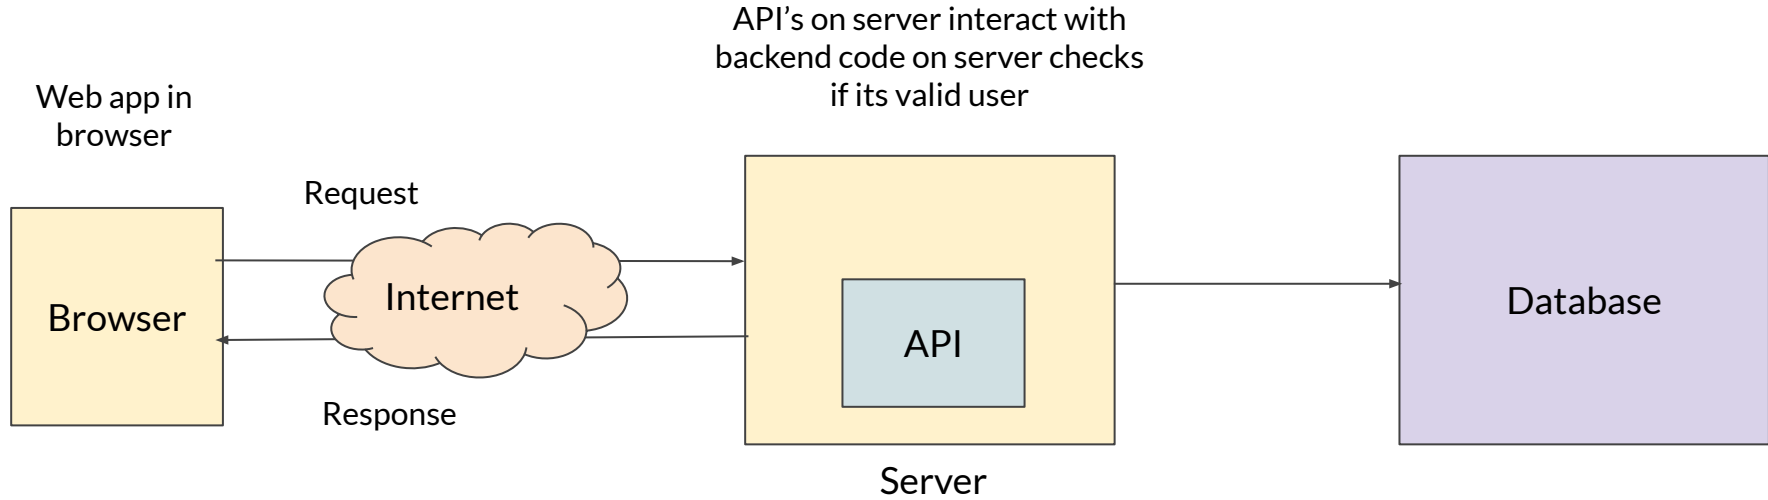 API’s on server interact with
backend code on server checks
if its valid user
Web app in
browser
Request
Internet
Browser
API
Database
Response
Server